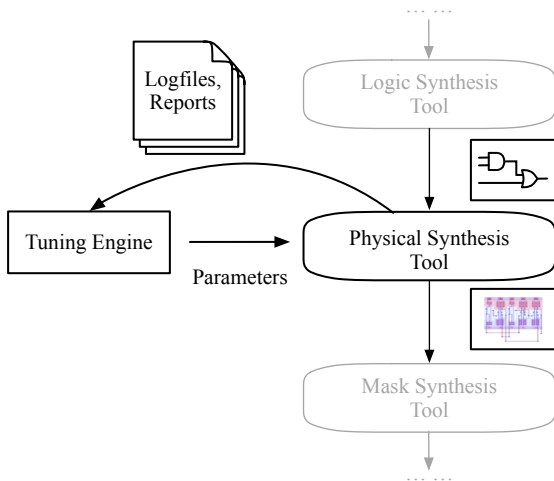 ... ...
Logfiles,
Reports
Logic Synthesis
Tool
Tuning Engine
Parameters
Physical Synthesis
Tool
Mask Synthesis
Tool
... ...